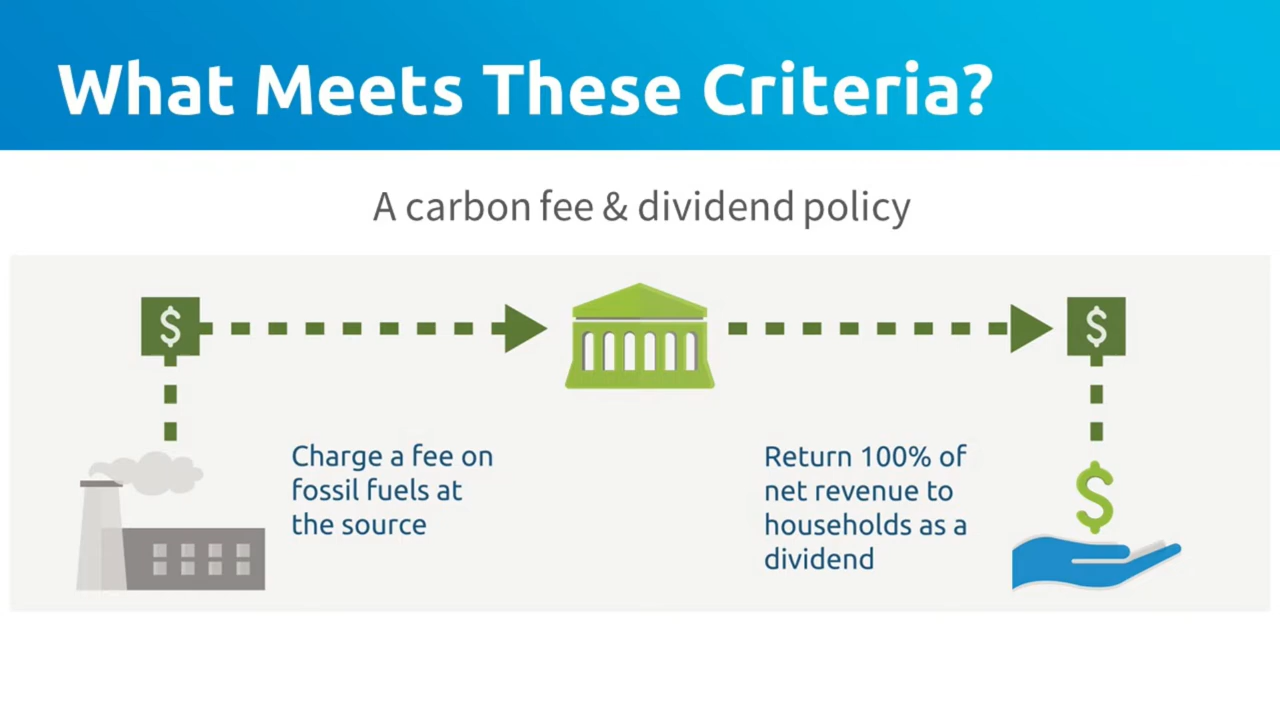 What Meets These Criteria?
A carbon fee & dividend policy
$
$
Charge a fee on
fossil fuels at
the source
Return 100% of
net revenue to
households as a
dividend
$